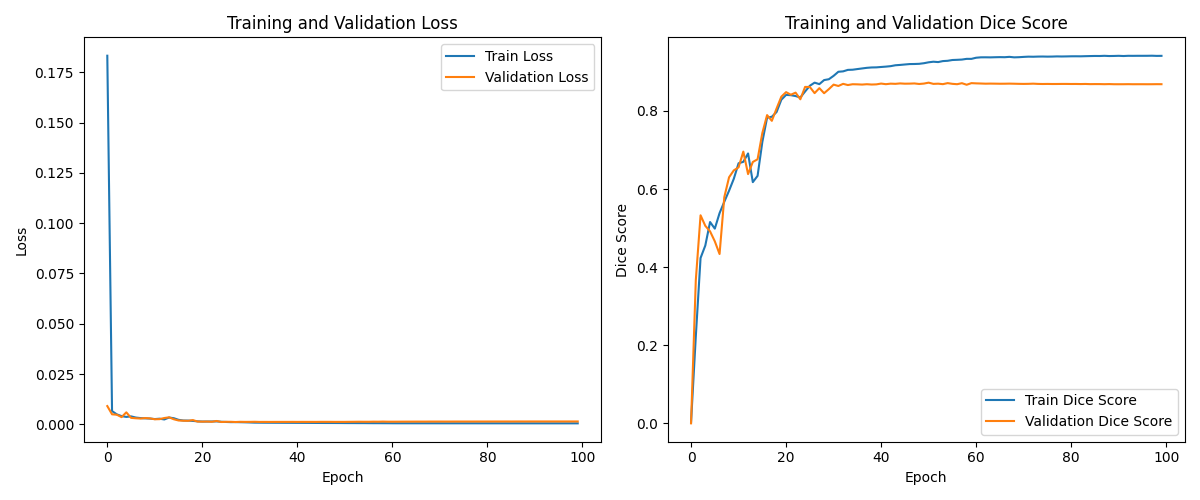 Training and Validation Loss
Train Loss
Validation Loss
0.175
0.150
0.125
0.100
0.075
0.050
0.025
0.000
Loss
0 20 40 60 80 100
Epoch
Training and Validation Dice Score
0.8
0.6
0.4
0.2
0.0
Dice Score
Train Dice Score
Validation Dice Score
0 20 40 60 80 100
Epoch